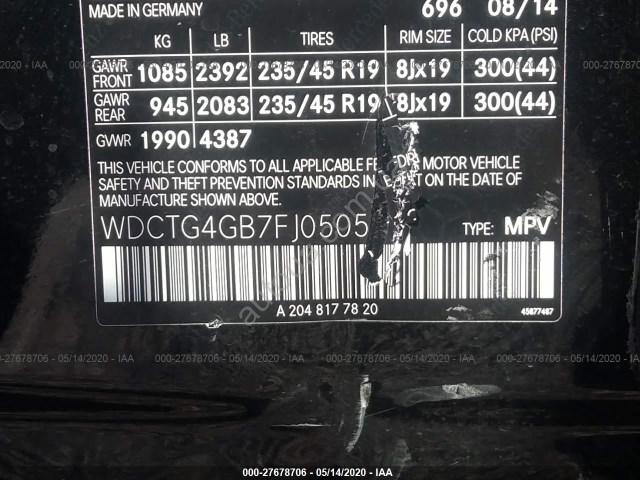 MADE IN GERMANY 696 08/14
KG LB TIRES RIM SIZE COLD KPA (PSI)
GAWR FRONT 1085 2392 235/45 R19 8Jx19 300(44)
GAWR REAR 945 2083 235/45 R19 8Jx19 300(44)
GVWR 1990 4387
THIS VEHICLE CONFORMS TO ALL APPLICABLE MOTOR VEHICLE
SAFETY AND THEFT PREVENTION STANDARDS IN EFFECT ON THE DATE OF
MANUFACTURE SHOWN ABOVE.
WDCTG4GB7FJ0505 TYPE: MPV
A 204 817 78 20 45877467
000-27678706 — 05/14/2020 — IAA